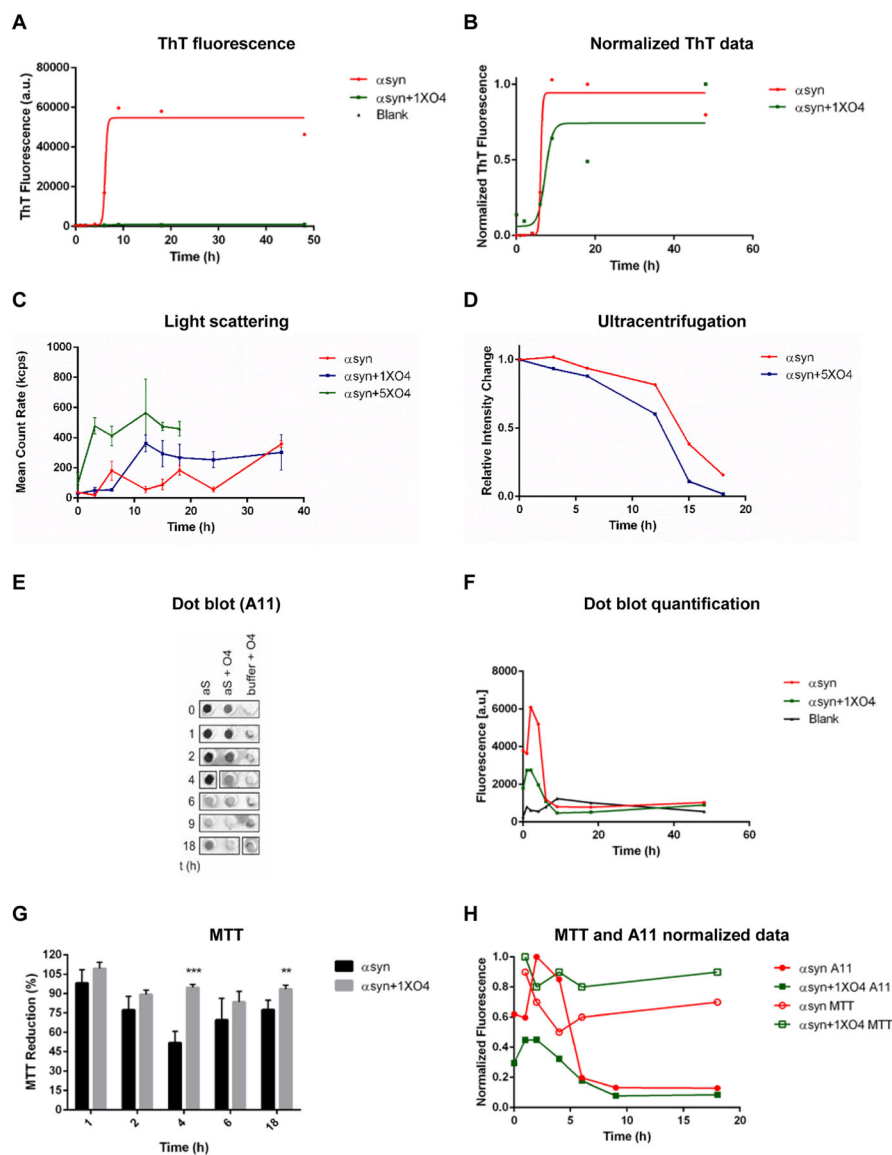 A
ThT fluorescence
ThT Fluorescence (a.u.)
80000
60000
40000
20000
0
0 10 20 30 40 50
Time (h)
αsyn
αsyn+1XO4
Blank
B
Normalized ThT data
Normalized ThT Fluorescence
1.0
0.5
0.0
0 20 40 60
Time (h)
αsyn
αsyn+1XO4
C
Light scattering
Mean Count Rate (kcps)
1000
800
600
400
200
0
0 10 20 30 40
Time (h)
αsyn
αsyn+1XO4
αsyn+5XO4
D
Ultracentrifugation
Relative Intensity Change
1.0
0.5
0.0
0 5 10 15 20
Time (h)
αsyn
αsyn+5XO4
E
Dot blot (A11)
aS
aS + O4
buffer + O4
0
1
2
4
6
9
18
t (h)
F
Dot blot quantification
Fluorescence [a.u.]
8000
6000
4000
2000
0
0 20 40 60
Time (h)
αsyn
αsyn+1XO4
Blank
G
MTT
MTT Reduction (%)
120
105
90
75
60
45
30
15
0
***
**
1 2 4 6 18
Time (h)
αsyn
αsyn+1XO4
H
MTT and A11 normalized data
Normalized Fluorescence
1.0
0.8
0.6
0.4
0.2
0.0
0 5 10 15 20
Time (h)
αsyn A11
αsyn+1XO4 A11
αsyn MTT
αsyn+1XO4 MTT